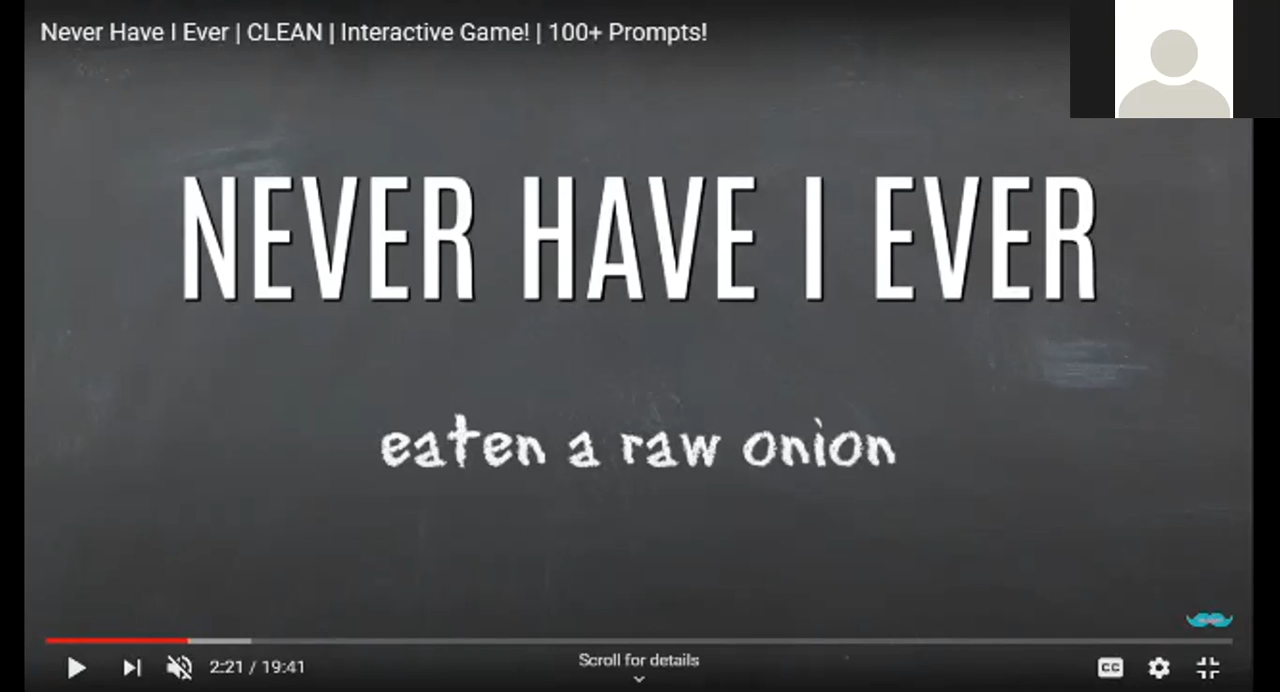 Never Have I Ever | CLEAN | Interactive Game! | 100+ Prompts!
NEVER HAVE I EVER
eaten a raw onion
2:21 / 19:41
Scroll for details
CC